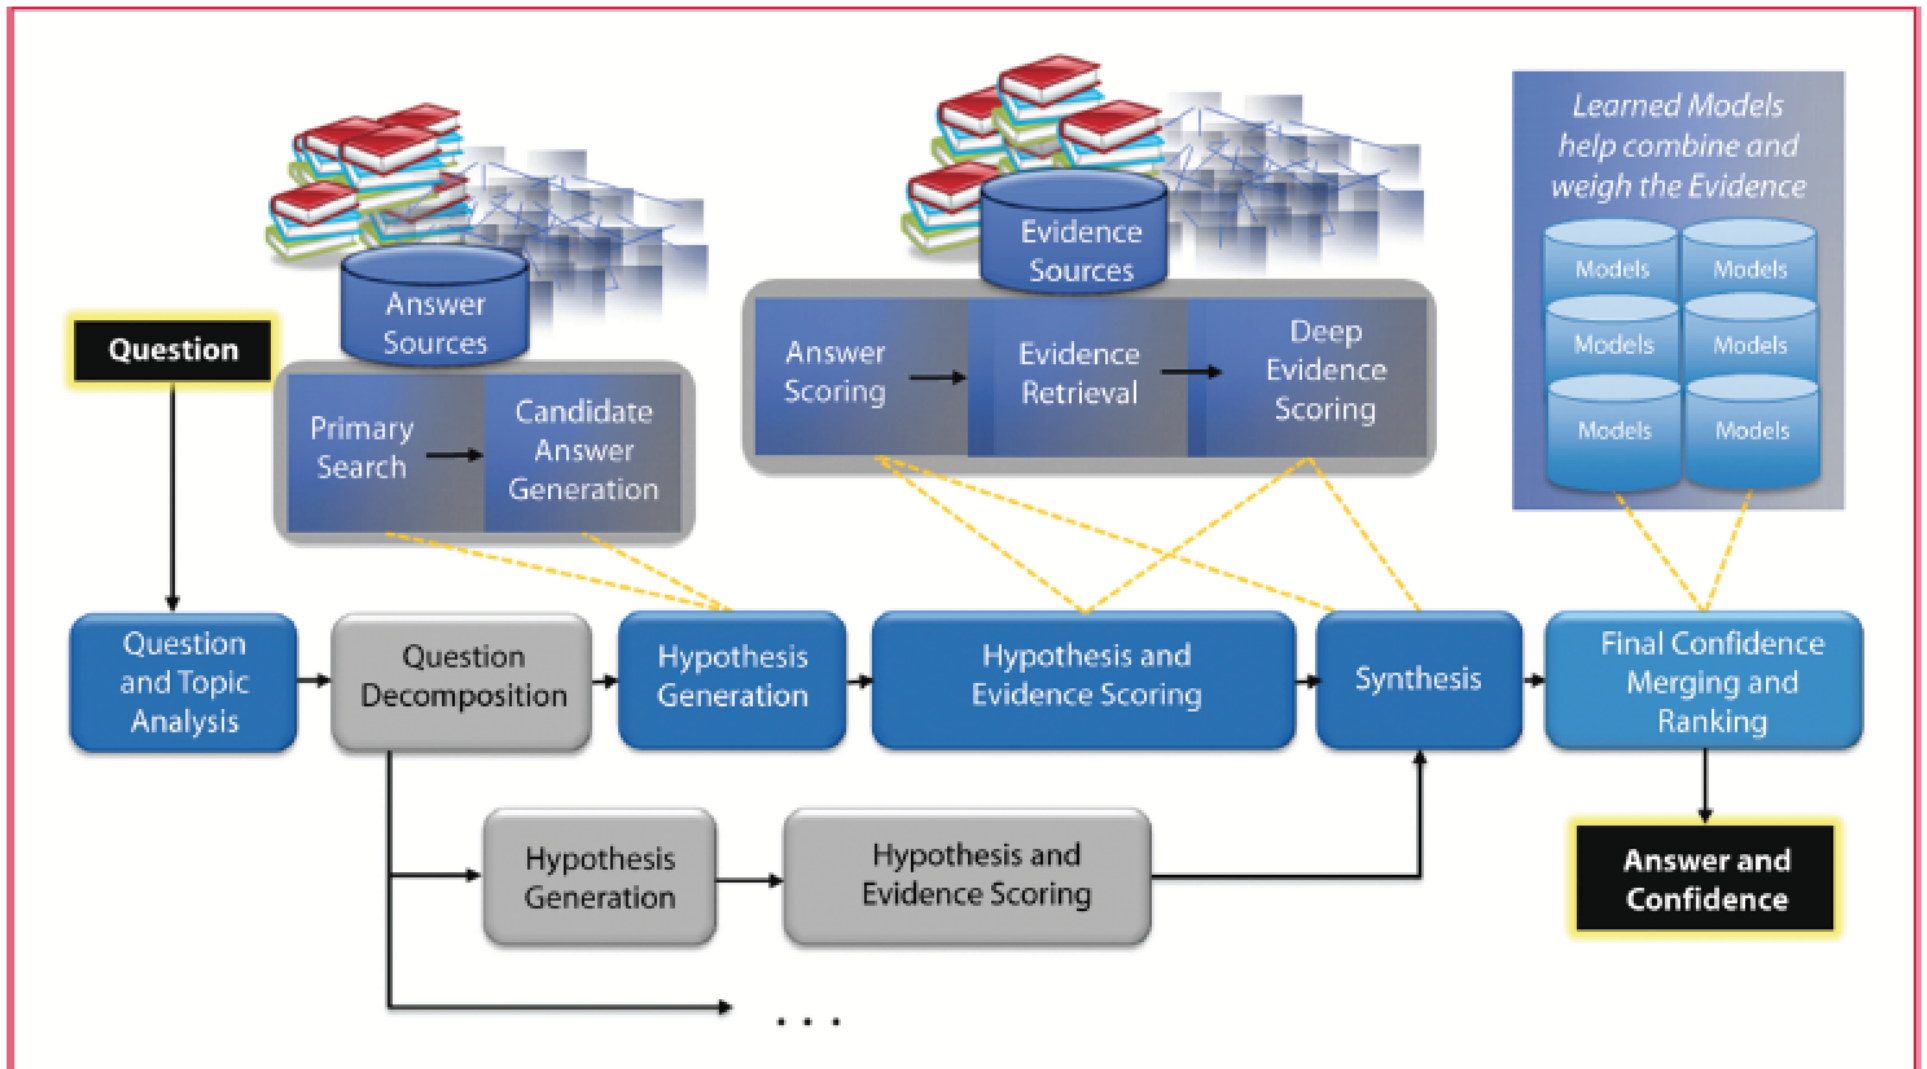 Learned Models
help combine and
weigh the Evidence
Models
Models
Models
Models
Models
Models
Evidence
Sources
Answer
Sources
Question
Primary
Search
Candidate
Answer
Generation
Answer
Scoring
Evidence
Retrieval
Deep
Evidence
Scoring
Question
and Topic
Analysis
Question
Decomposition
Hypothesis
Generation
Hypothesis and
Evidence Scoring
Synthesis
Final Confidence
Merging and
Ranking
Hypothesis
Generation
Hypothesis and
Evidence Scoring
Answer and
Confidence
. . .